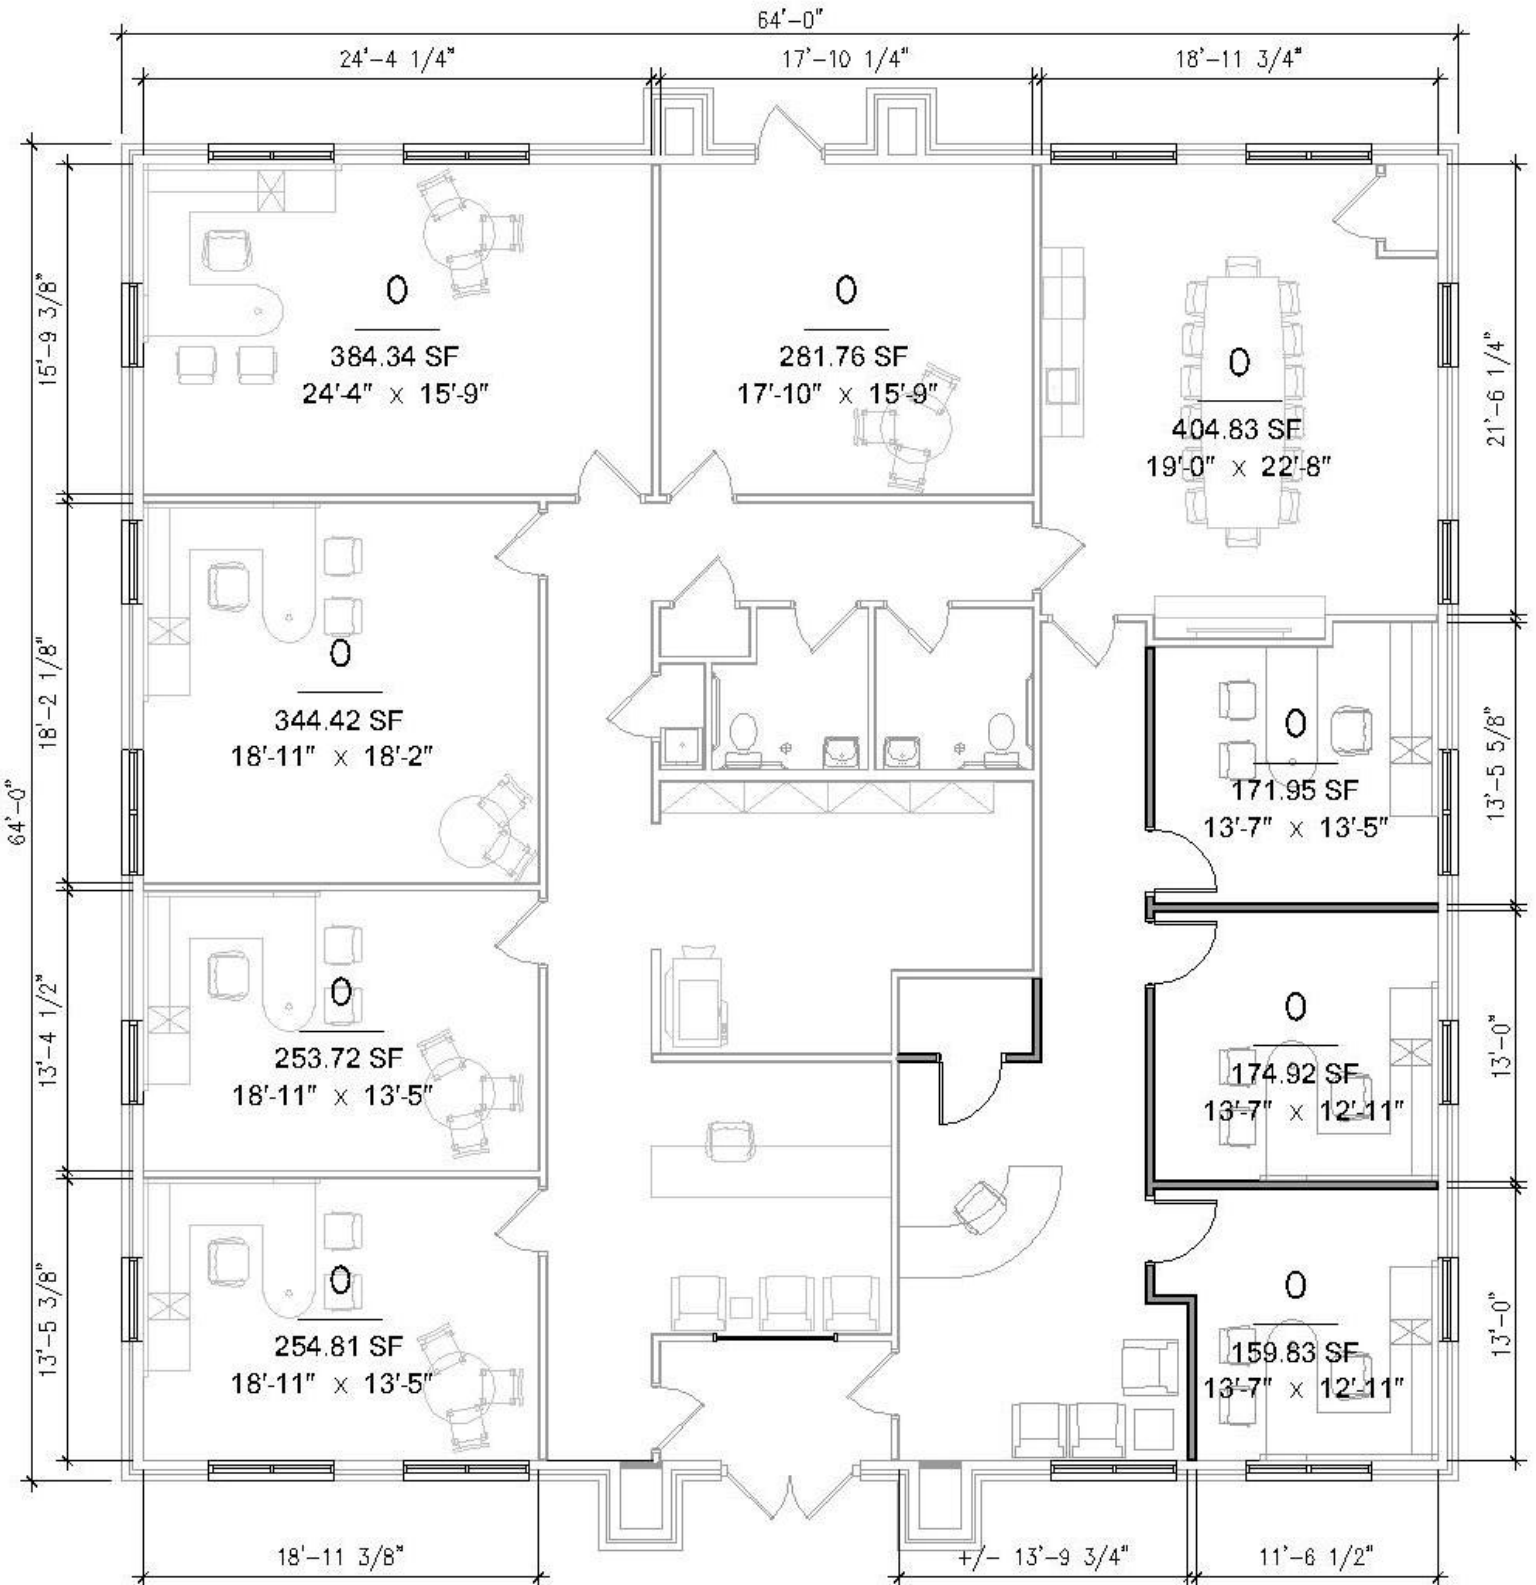 64'-0"
24'-4 1/4"
17'-10 1/4"
18'-11 3/4"
15'-9 3/8"
0
384.34 SF
24'-4" x 15'-9"
0
281.76 SF
17'-10" x 15'-9"
0
404.83 SF
19'-0" x 22'-8"
21'-6 1/4"
18'-2 1/8"
0
344.42 SF
18'-11" x 18'-2"
0
171.95 SF
13'-7" x 13'-5"
13'-5 5/8"
64'-0"
13'-4 1/2"
0
253.72 SF
18'-11" x 13'-5"
0
174.92 SF
13'-7" x 12'-11"
13'-0"
13'-5 3/8"
0
254.81 SF
18'-11" x 13'-5"
0
159.83 SF
13'-7" x 12'-11"
13'-0"
18'-11 3/8"
+/- 13'-9 3/4"
11'-6 1/2"